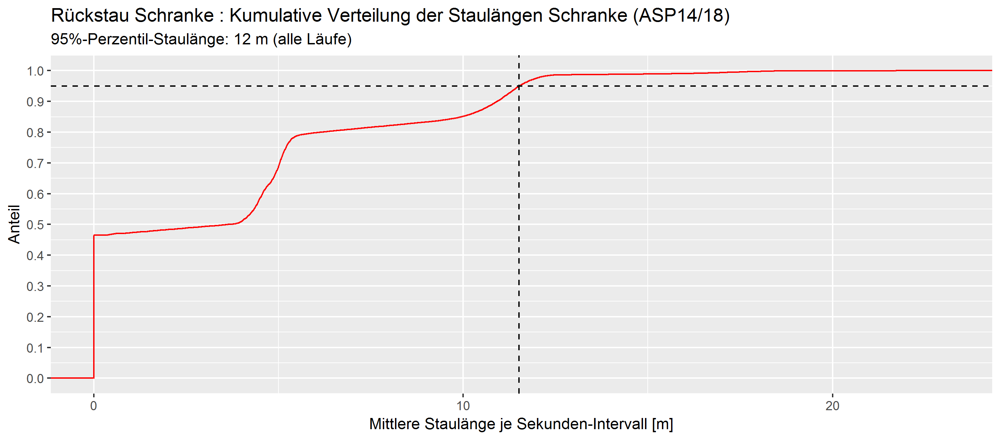 Rückstau Schranke : Kumulative Verteilung der Staulängen Schranke (ASP14/18)
95%-Perzentil-Staulänge: 12 m (alle Läufe)
Anteil
1.0
0.9
0.8
0.7
0.6
0.5
0.4
0.3
0.2
0.1
0.0
0 10 20
Mittlere Staulänge je Sekunden-Intervall [m]